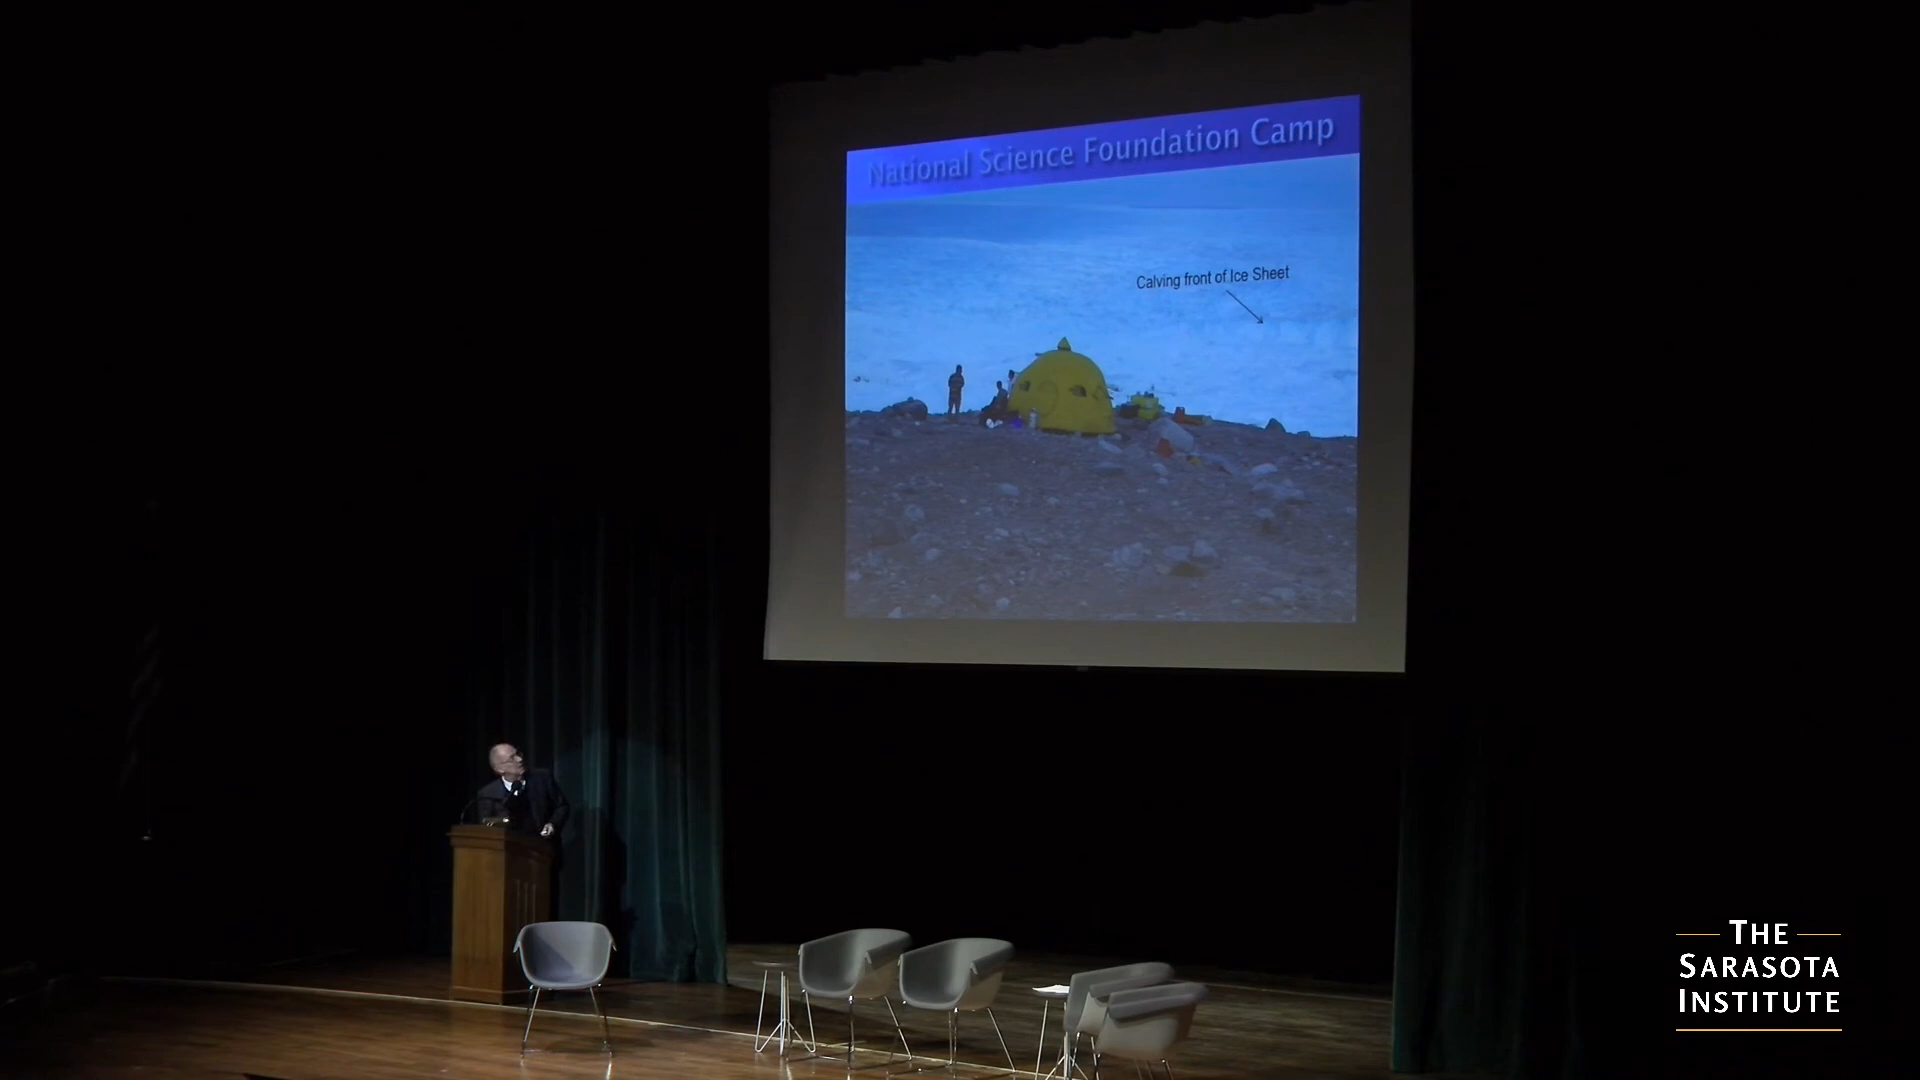 National Science Foundation Camp
Calving front of Ice Sheet
THE
SARASOTA
INSTITUTE